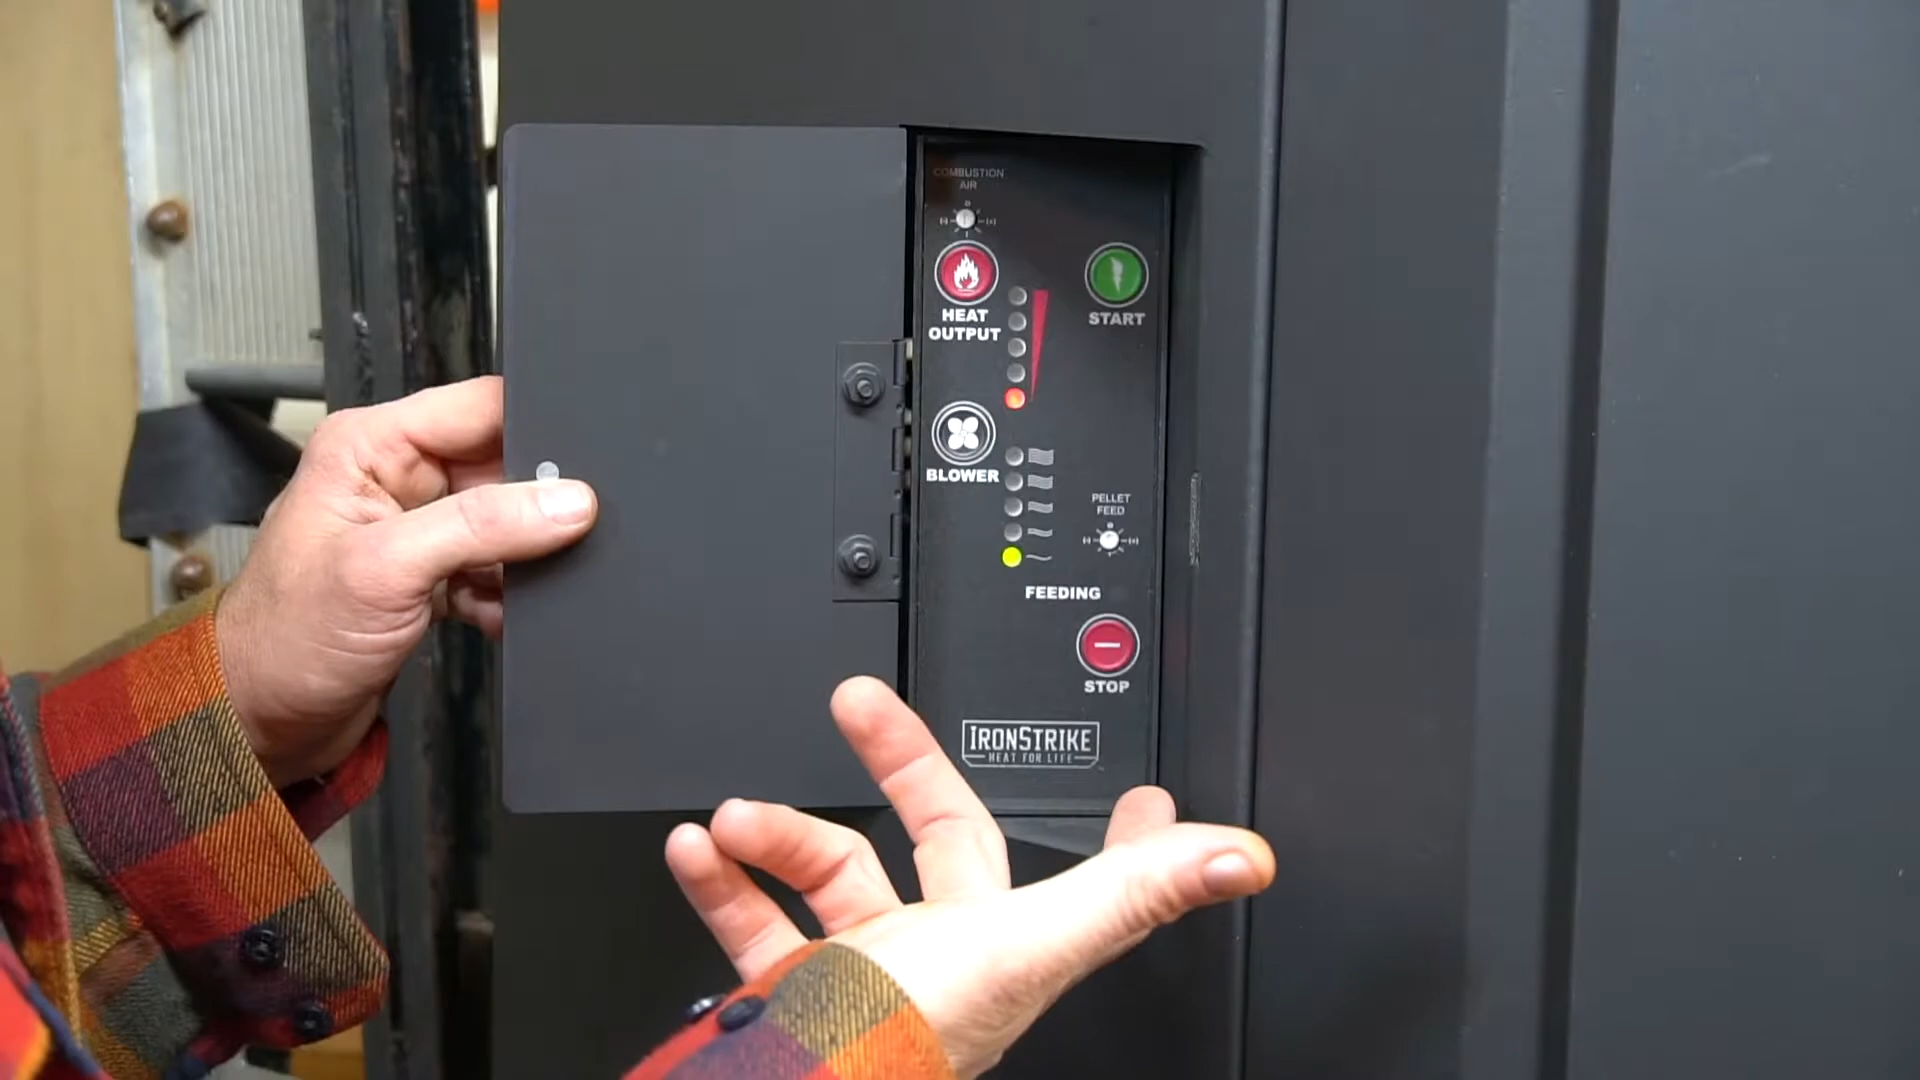 COMBUSTION
AIR
HEAT
OUTPUT
START
BLOWER
PELLET
FEED
FEEDING
STOP
IRONSTRIKE
HEAT FOR LIFE